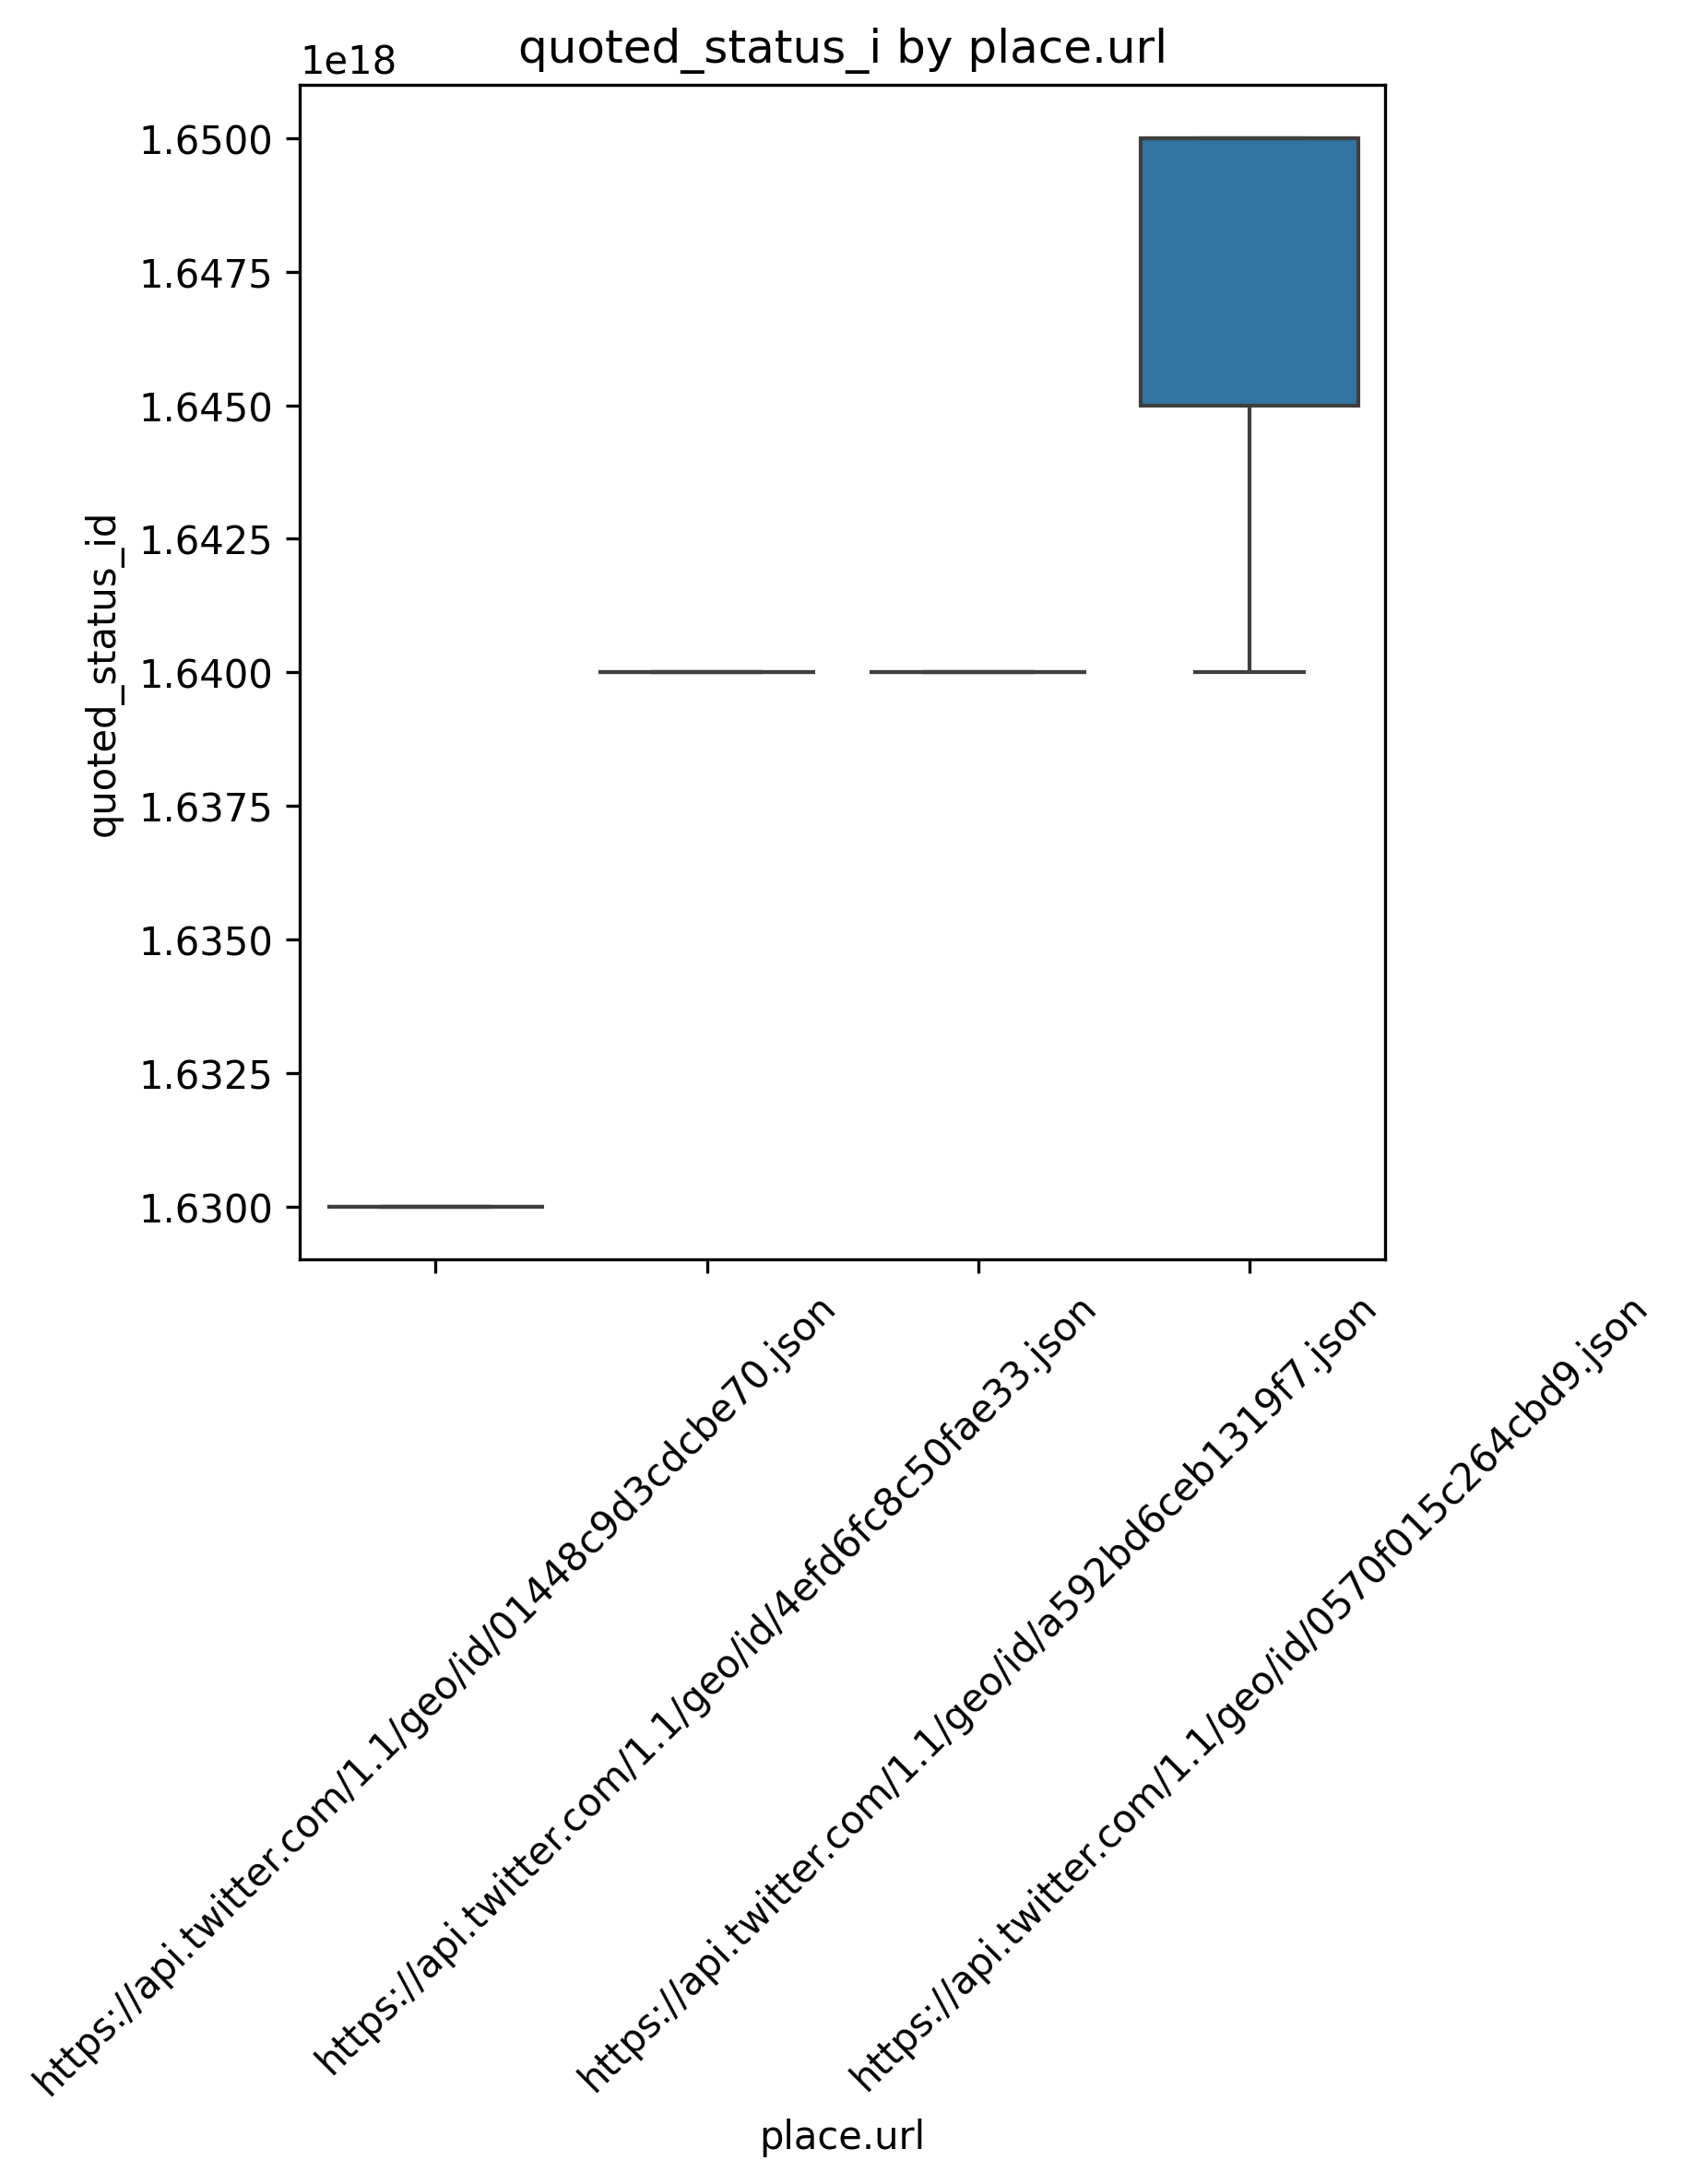 quoted_status_i by place.url
1e18
1.6500
1.6475
1.6450
1.6425
1.6400
1.6375
1.6350
1.6325
1.6300
quoted_status_id
https://api.twitter.com/1.1/geo/id/01448c9d3cdcbe70.json
https://api.twitter.com/1.1/geo/id/4efd6fc8c50fae33.json
https://api.twitter.com/1.1/geo/id/a592bd6ceb1319f7.json
https://api.twitter.com/1.1/geo/id/0570f015c264cbd9.json
place.url